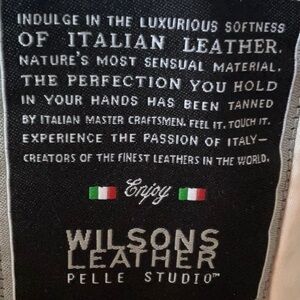 INDULGE IN THE LUXURIOUS SOFTNESS
OF ITALIAN LEATHER.
NATURE'S MOST SENSUAL MATERIAL.
THE PERFECTION YOU HOLD
IN YOUR HANDS HAS BEEN TANNED
BY ITALIAN MASTER CRAFTSMEN. FEEL IT. TOUCH IT.
EXPERIENCE THE PASSION OF ITALY—
CREATORS OF THE FINEST LEATHERS IN THE WORLD.
Enjoy
WILSONS
LEATHER
PELLE STUDIO™